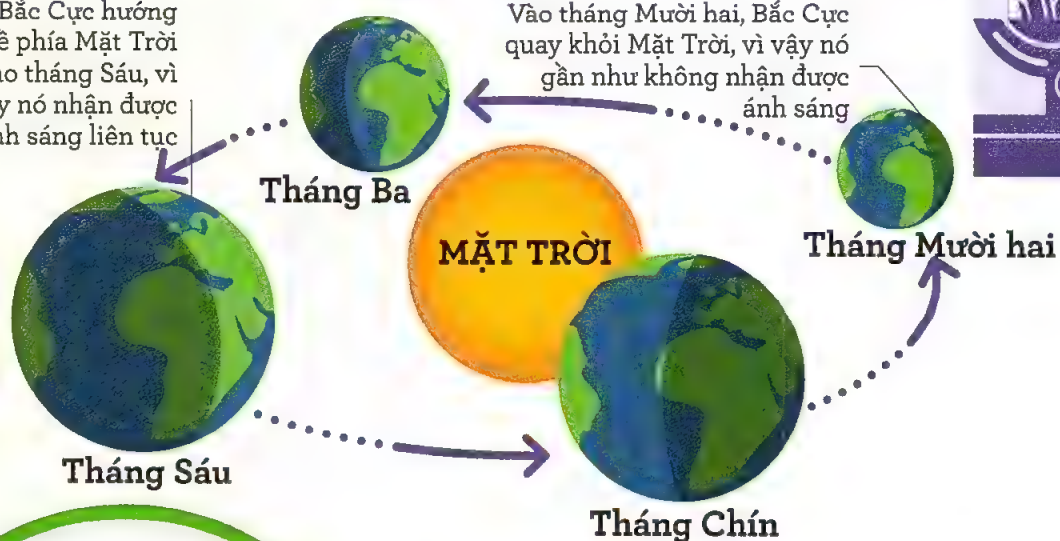 Bắc Cực hướng
phía Mặt Trời
tháng Sáu, vì
nó nhận được
sáng liên tục
Vào tháng Mười hai, Bắc Cực
quay khỏi Mặt Trời, vì vậy nó
gần như không nhận được
ánh sáng
Tháng Ba
MẶT TRỜI
Tháng Mười hai
Tháng Sáu
Tháng Chín